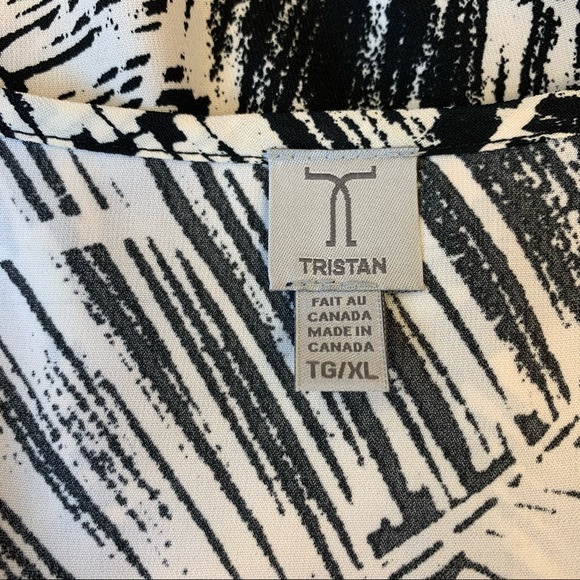 TRISTAN
FAIT AU
CANADA
MADE IN
CANADA
TG/XL